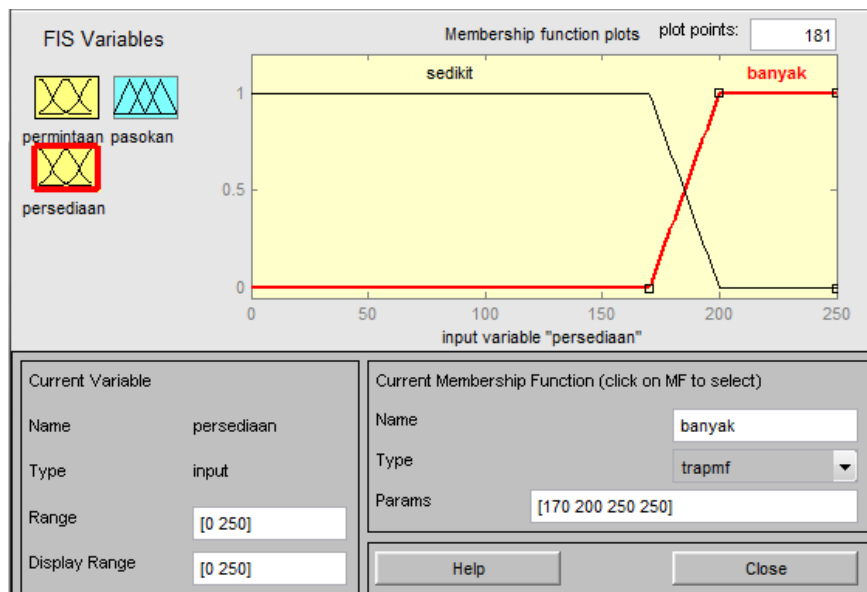 FIS Variables
Membership function plots
plot points:
181
permintaan
pasokan
persediaan
sedikit
banyak
1
0.5
0
0
50
100
150
200
250
input variable "persediaan"
Current Variable
Name
persediaan
Type
input
Range
[0 250]
Display Range
[0 250]
Current Membership Function (click on MF to select)
Name
banyak
Type
trapmf
Params
[170 200 250 250]
Help
Close